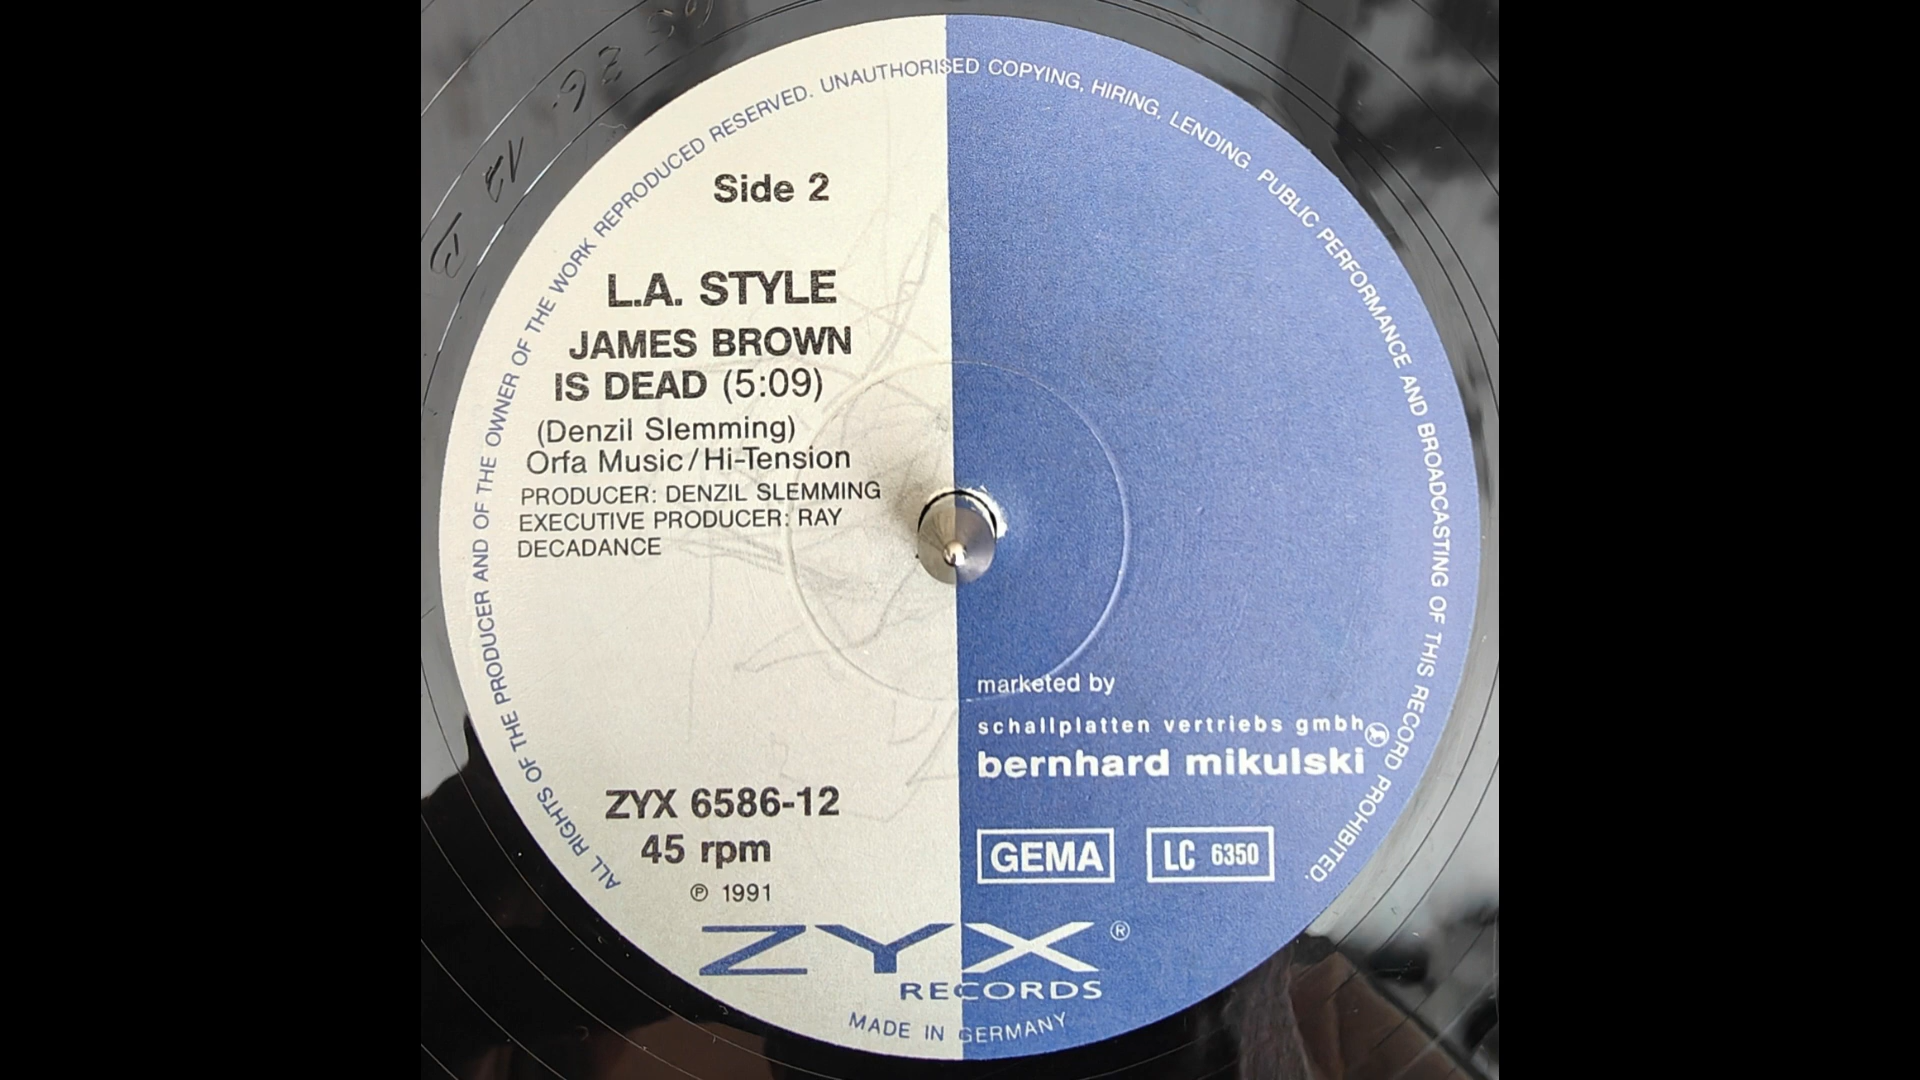 ALL RIGHTS OF THE PRODUCER AND OF THE OWNER OF THE WORK REPRODUCED RESERVED. UNAUTHORISED COPYING, HIRING, LENDING. PUBLIC PERFORMANCE AND BROADCASTING OF THIS RECORD PROHIBITED.
Side 2
L.A. STYLE
JAMES BROWN
IS DEAD (5:09)
(Denzil Slemming)
Orfa Music/Hi-Tension
PRODUCER: DENZIL SLEMMING
EXECUTIVE PRODUCER: RAY
DECADANCE
marketed by
schallplatten vertriebs gmbh
bernhard mikulski
ZYX 6586-12
45 rpm
℗ 1991
GEMA
LC 6350
ZYX®
RECORDS
MADE IN GERMANY